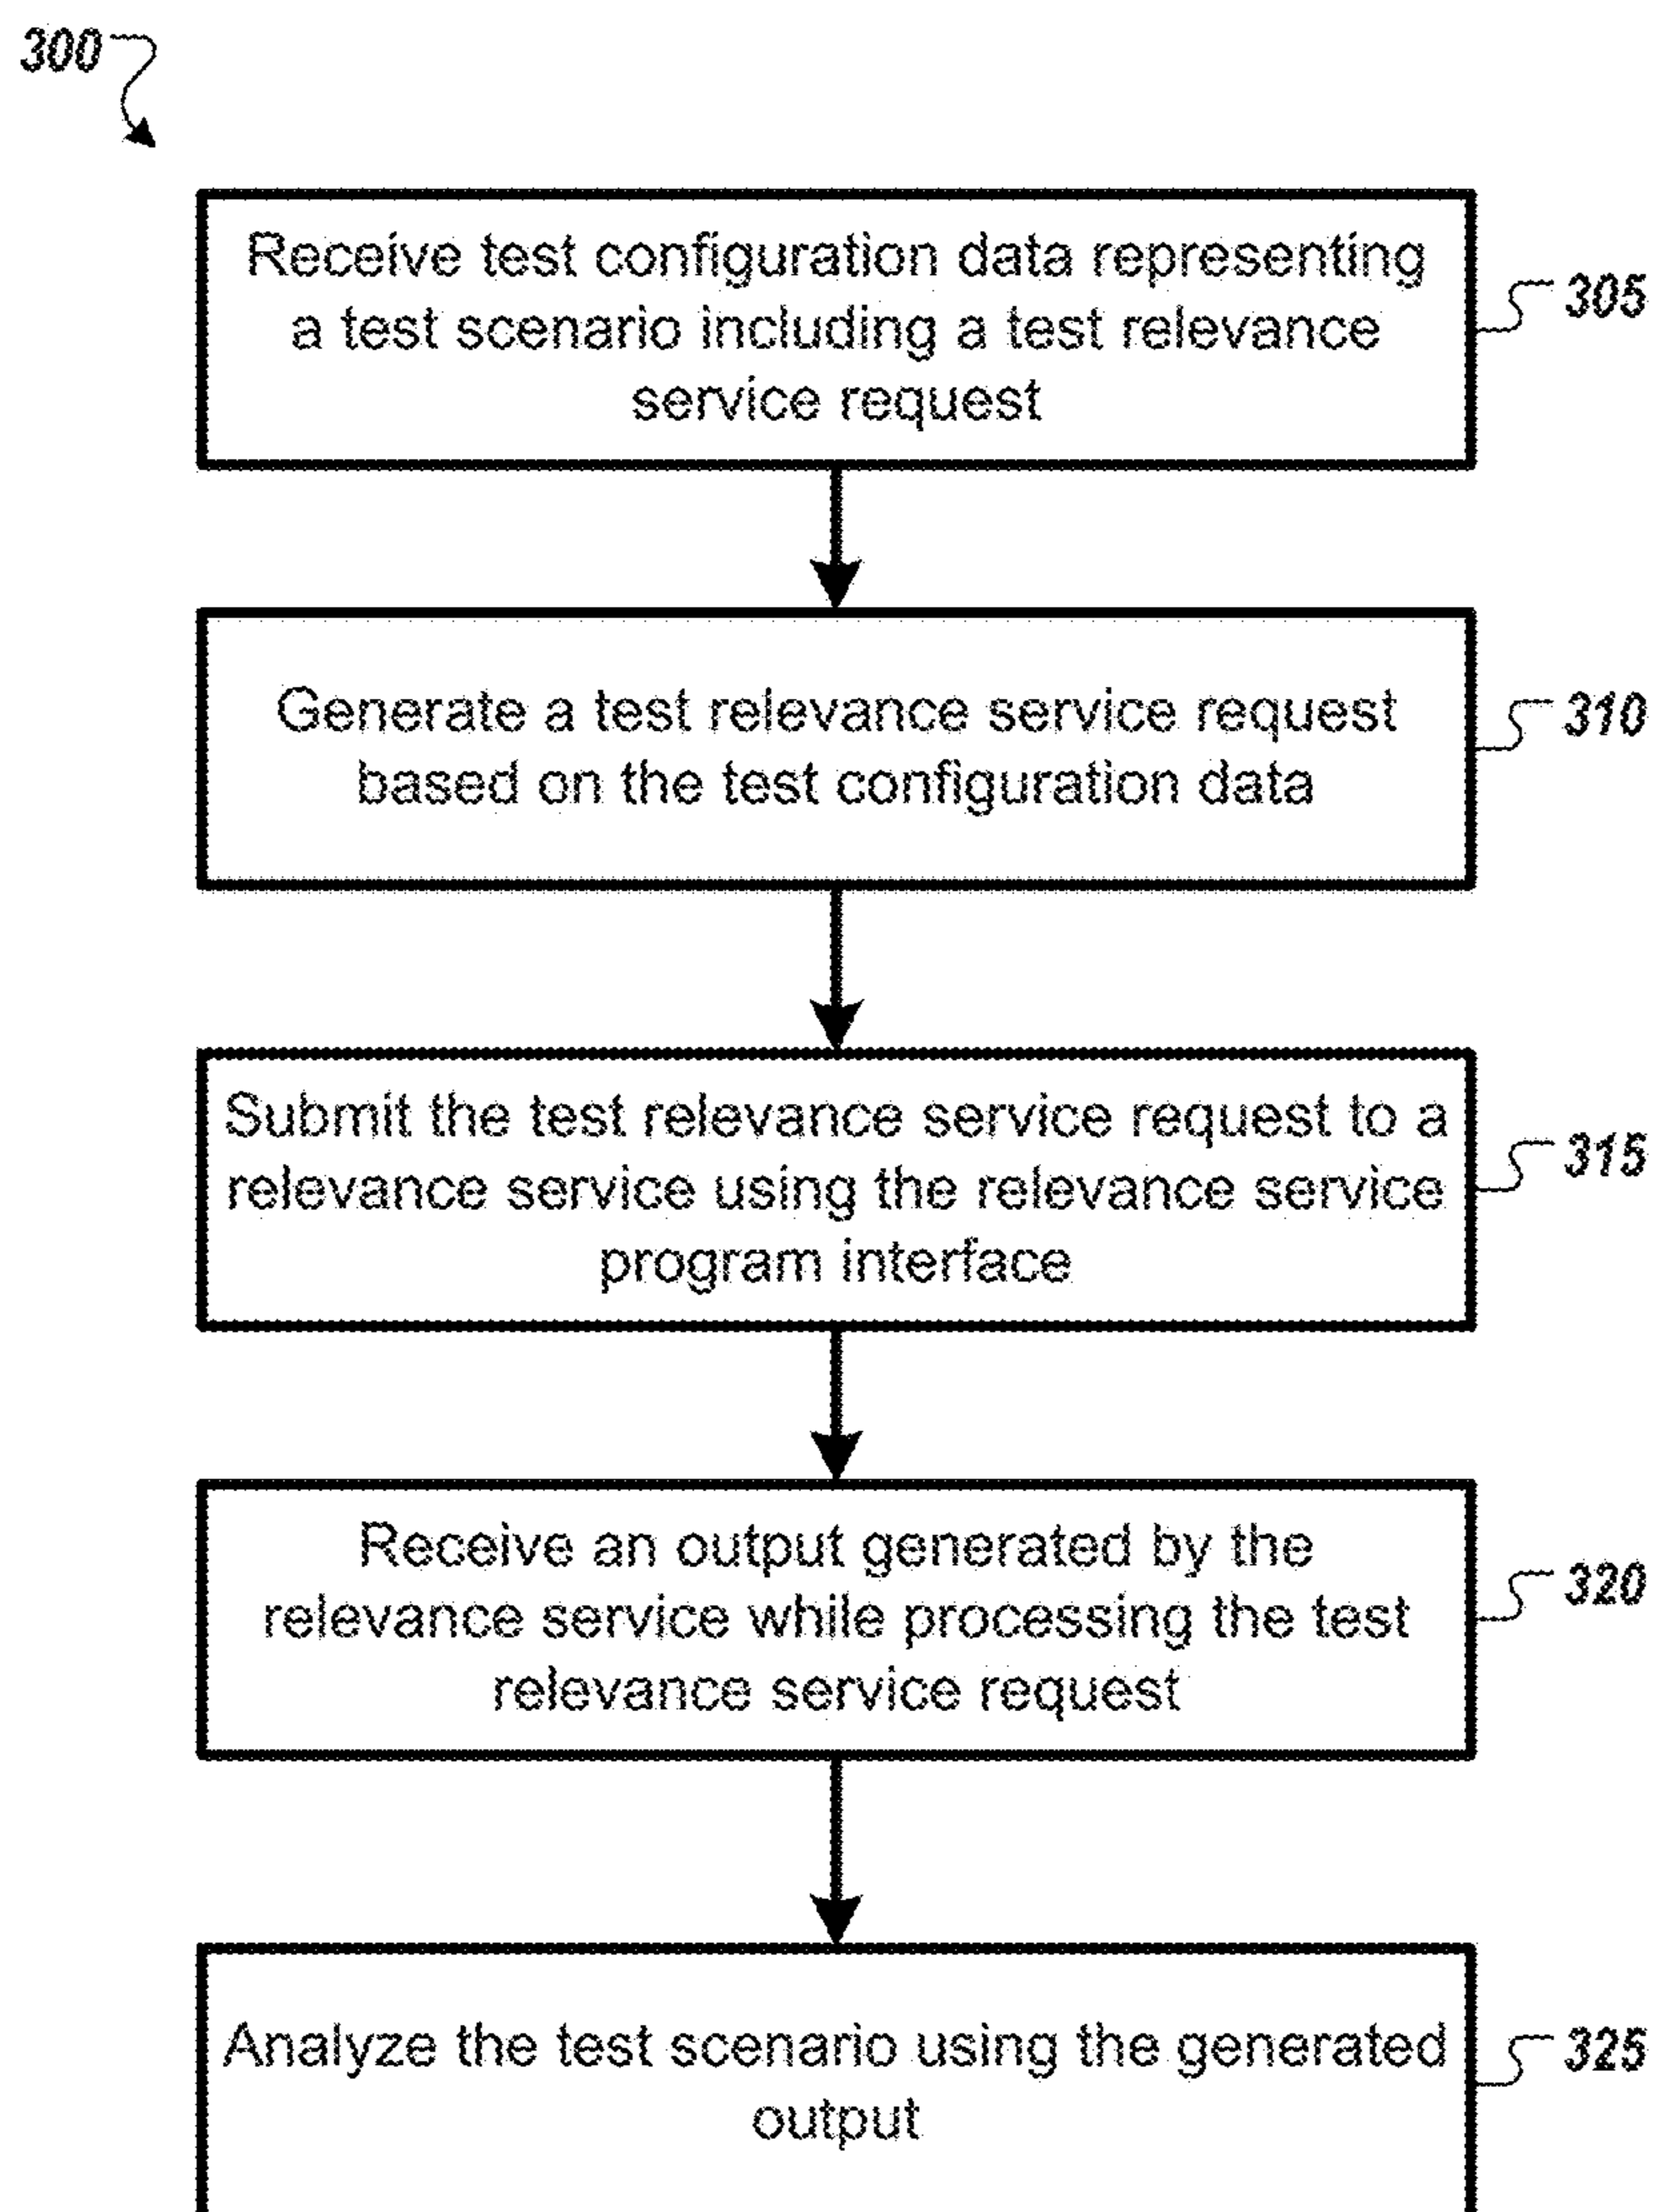 300
Receive test configuration data representing
a test scenario including a test relevance
service request
305
Generate a test relevance service request
based on the test configuration data
310
Submit the test relevance service request to a
relevance service using the relevance service
program interface
315
Receive an output generated by the
relevance service while processing the test
relevance service request
320
Analyze the test scenario using the generated
output
325